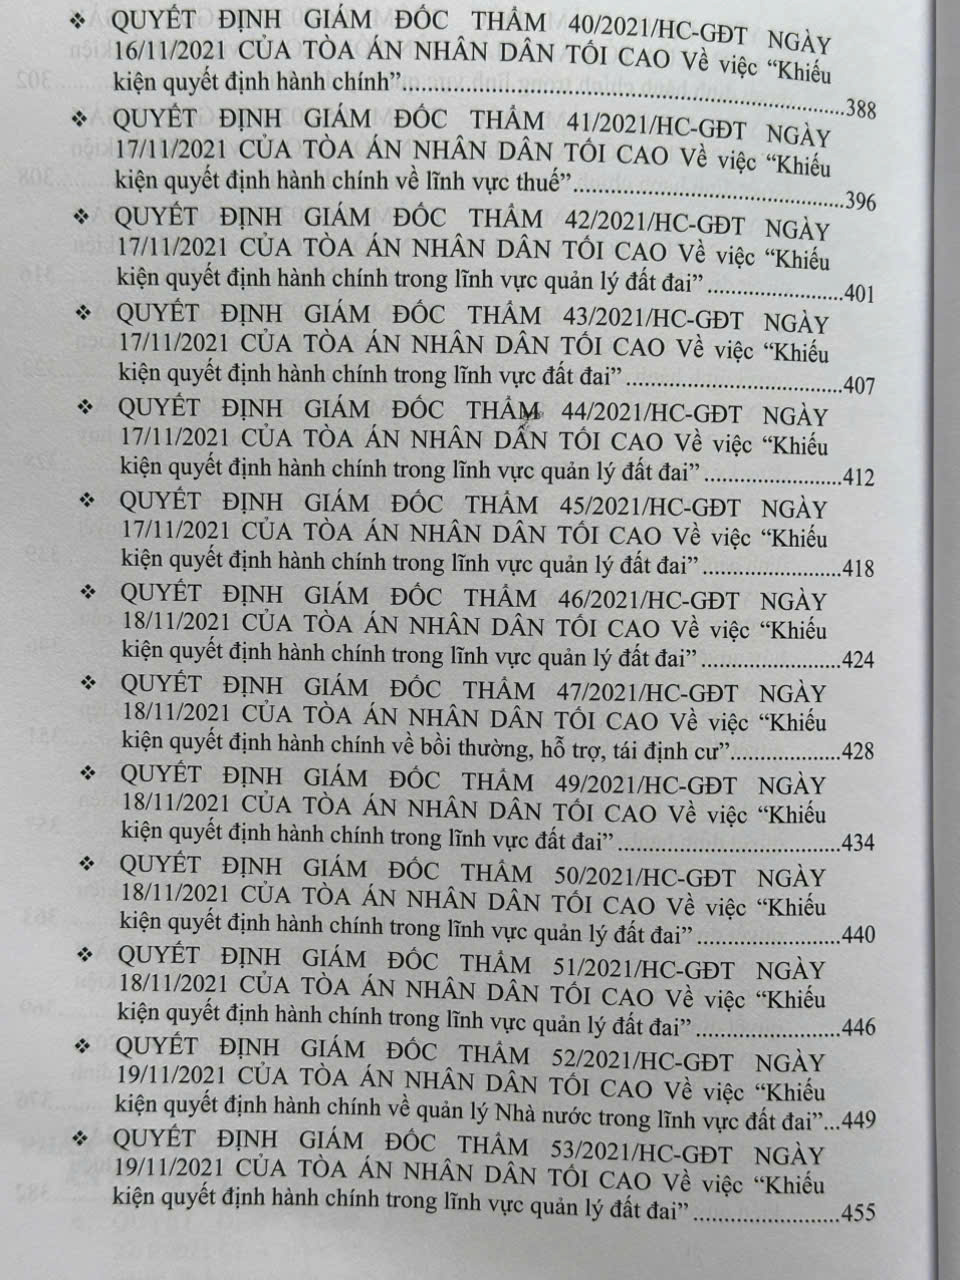 ❖ QUYẾT ĐỊNH GIÁM ĐỐC THẨM 40/2021/HC-GĐT NGÀY
16/11/2021 CỦA TÒA ÁN NHÂN DÂN TỐI CAO Về việc “Khiếu
kiện quyết định hành chính”...............................................388
❖ QUYẾT ĐỊNH GIÁM ĐỐC THẨM 41/2021/HC-GĐT NGÀY
17/11/2021 CỦA TÒA ÁN NHÂN DÂN TỐI CAO Về việc “Khiếu
kiện quyết định hành chính về lĩnh vực thuế”............................396
❖ QUYẾT ĐỊNH GIÁM ĐỐC THẨM 42/2021/HC-GĐT NGÀY
17/11/2021 CỦA TÒA ÁN NHÂN DÂN TỐI CAO Về việc “Khiếu
kiện quyết định hành chính trong lĩnh vực quản lý đất đai”..............401
❖ QUYẾT ĐỊNH GIÁM ĐỐC THẨM 43/2021/HC-GĐT NGÀY
17/11/2021 CỦA TÒA ÁN NHÂN DÂN TỐI CAO Về việc “Khiếu
kiện quyết định hành chính trong lĩnh vực đất đai”......................407
❖ QUYẾT ĐỊNH GIÁM ĐỐC THẨM 44/2021/HC-GĐT NGÀY
17/11/2021 CỦA TÒA ÁN NHÂN DÂN TỐI CAO Về việc “Khiếu
kiện quyết định hành chính trong lĩnh vực quản lý đất đai”..............412
❖ QUYẾT ĐỊNH GIÁM ĐỐC THẨM 45/2021/HC-GĐT NGÀY
17/11/2021 CỦA TÒA ÁN NHÂN DÂN TỐI CAO Về việc “Khiếu
kiện quyết định hành chính trong lĩnh vực quản lý đất đai”..............418
❖ QUYẾT ĐỊNH GIÁM ĐỐC THẨM 46/2021/HC-GĐT NGÀY
18/11/2021 CỦA TÒA ÁN NHÂN DÂN TỐI CAO Về việc “Khiếu
kiện quyết định hành chính trong lĩnh vực quản lý đất đai”..............424
❖ QUYẾT ĐỊNH GIÁM ĐỐC THẨM 47/2021/HC-GĐT NGÀY
18/11/2021 CỦA TÒA ÁN NHÂN DÂN TỐI CAO Về việc “Khiếu
kiện quyết định hành chính về bồi thường, hỗ trợ, tái định cư”...........428
❖ QUYẾT ĐỊNH GIÁM ĐỐC THẨM 49/2021/HC-GĐT NGÀY
18/11/2021 CỦA TÒA ÁN NHÂN DÂN TỐI CAO Về việc “Khiếu
kiện quyết định hành chính trong lĩnh vực đất đai”......................434
❖ QUYẾT ĐỊNH GIÁM ĐỐC THẨM 50/2021/HC-GĐT NGÀY
18/11/2021 CỦA TÒA ÁN NHÂN DÂN TỐI CAO Về việc “Khiếu
kiện quyết định hành chính trong lĩnh vực quản lý đất đai”..............440
❖ QUYẾT ĐỊNH GIÁM ĐỐC THẨM 51/2021/HC-GĐT NGÀY
18/11/2021 CỦA TÒA ÁN NHÂN DÂN TỐI CAO Về việc “Khiếu
kiện quyết định hành chính trong lĩnh vực quản lý đất đai”..............446
❖ QUYẾT ĐỊNH GIÁM ĐỐC THẨM 52/2021/HC-GĐT NGÀY
19/11/2021 CỦA TÒA ÁN NHÂN DÂN TỐI CAO Về việc “Khiếu
kiện quyết định hành chính về quản lý Nhà nước trong lĩnh vực đất đai”...449
❖ QUYẾT ĐỊNH GIÁM ĐỐC THẨM 53/2021/HC-GĐT NGÀY
19/11/2021 CỦA TÒA ÁN NHÂN DÂN TỐI CAO Về việc “Khiếu
kiện quyết định hành chính trong lĩnh vực quản lý đất đai”..............455